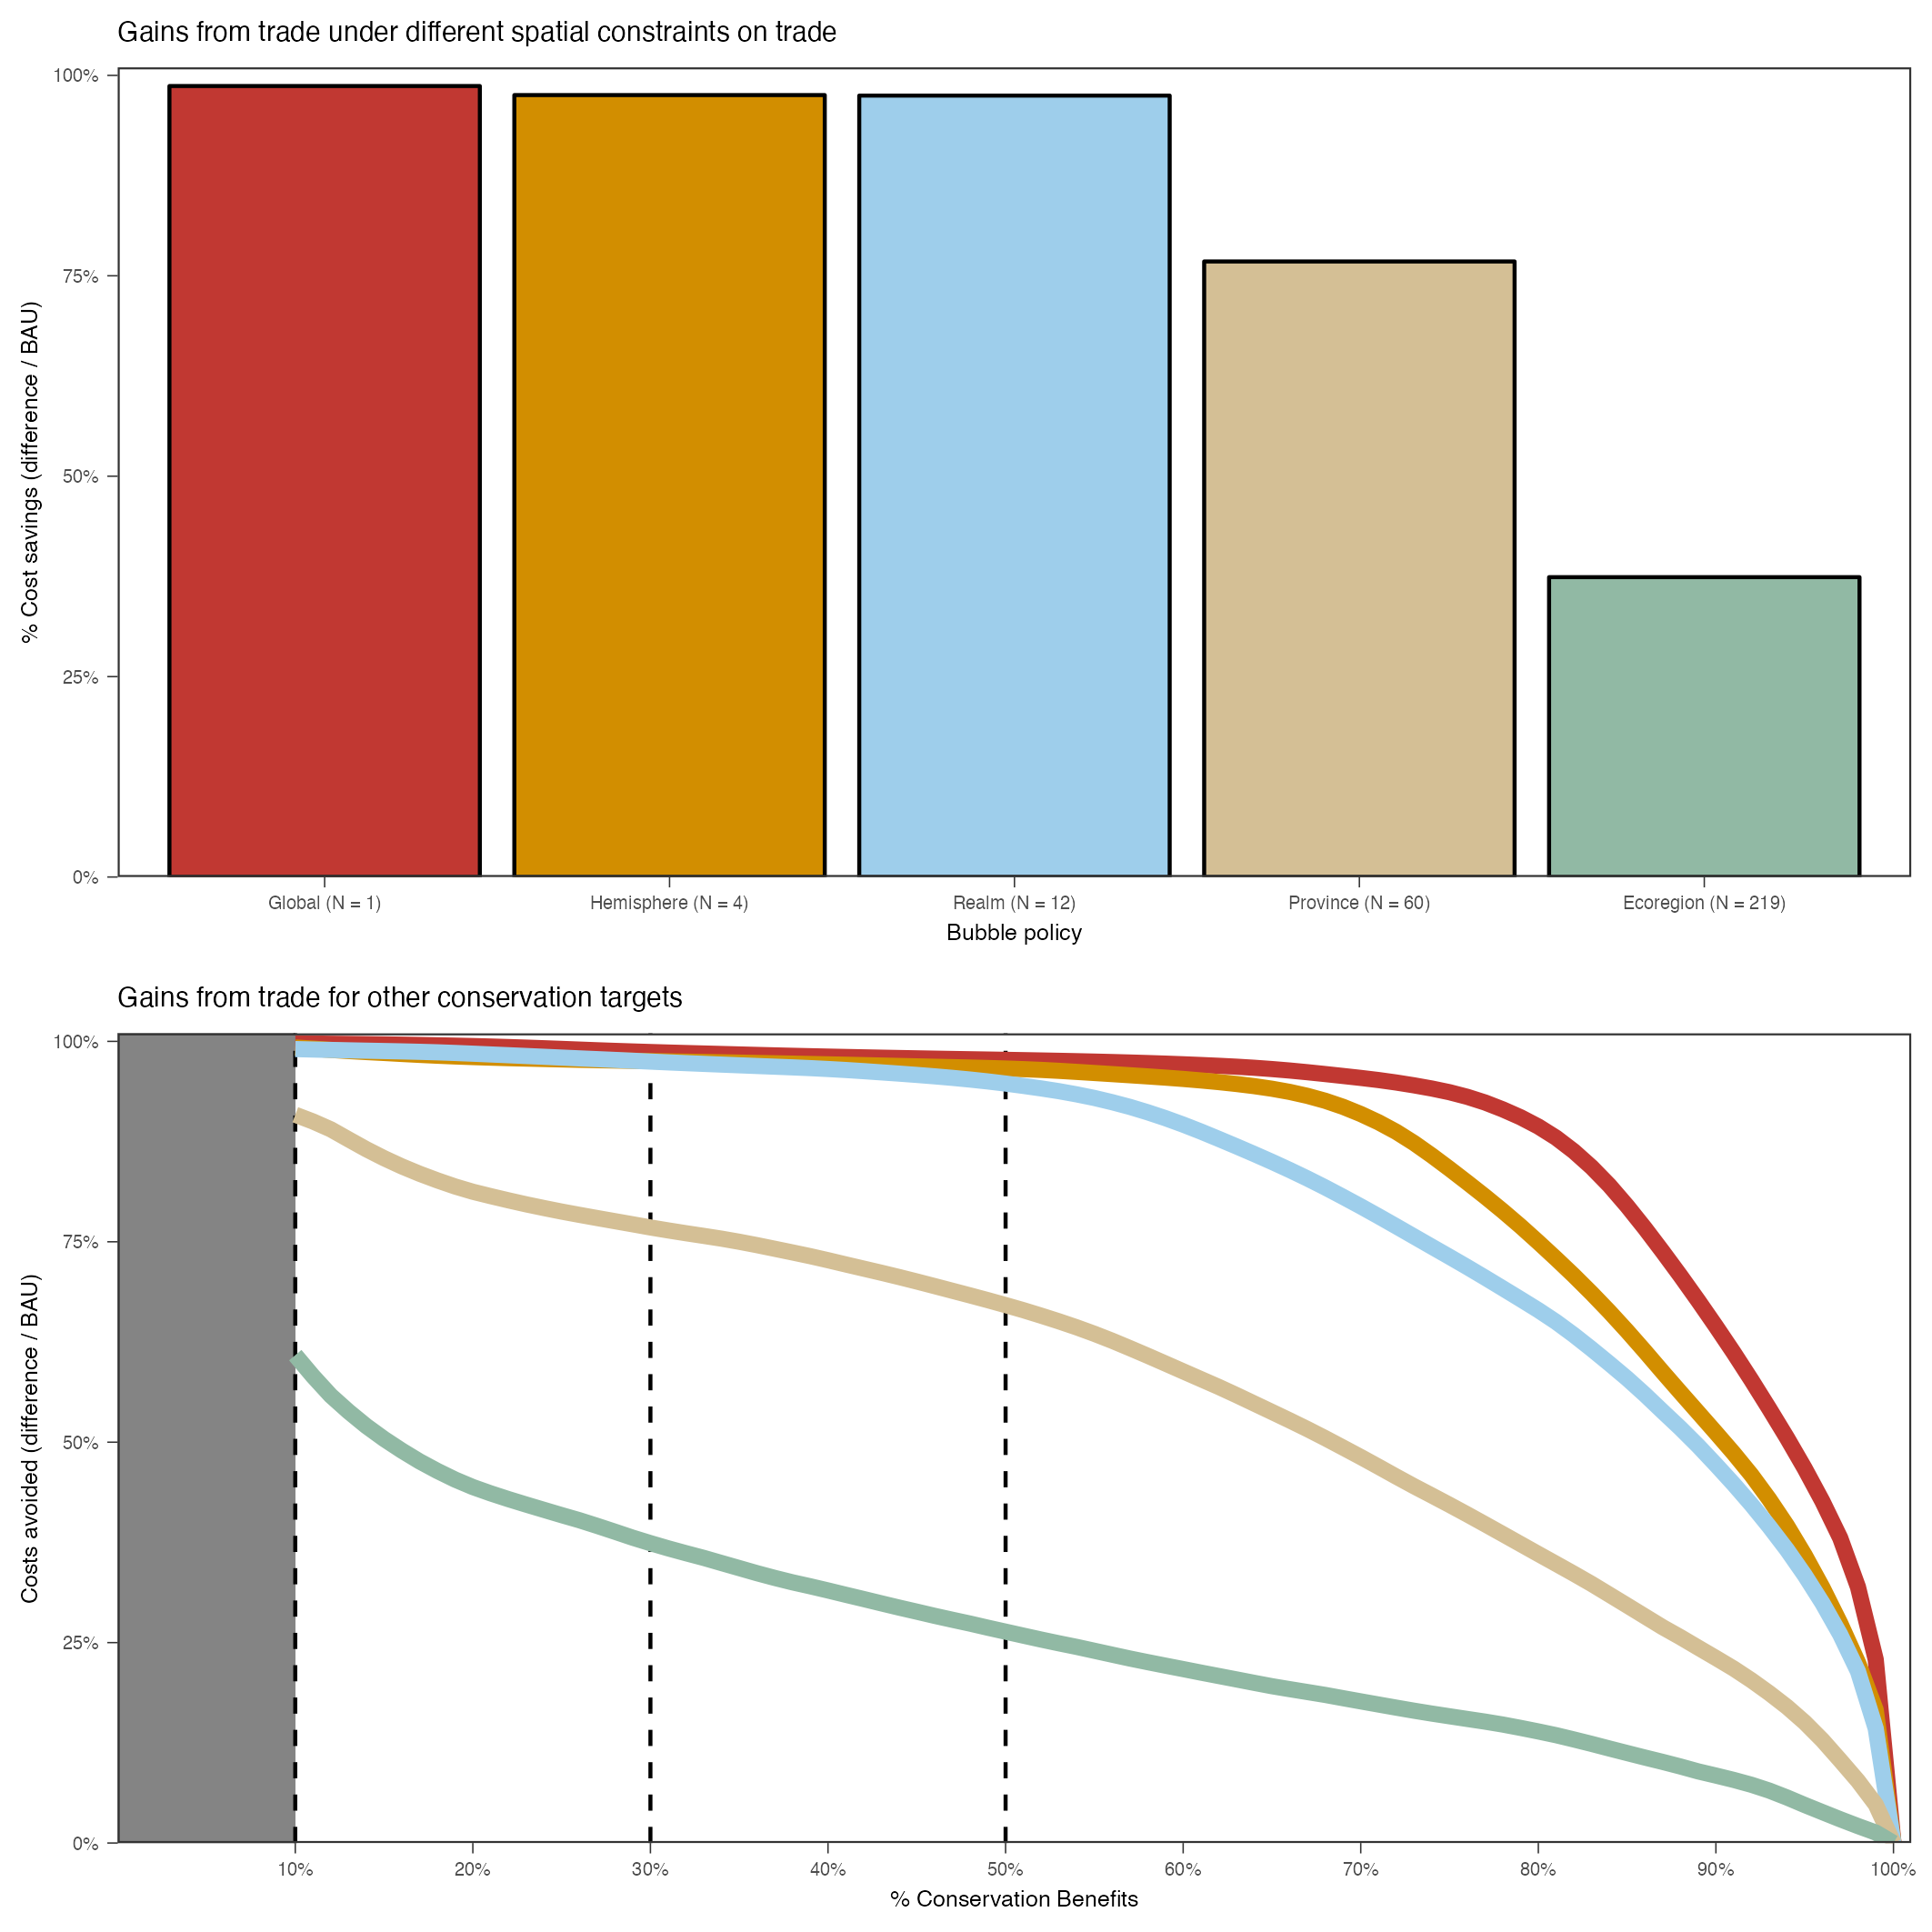 Gains from trade under different spatial constraints on trade
100%
75%
50%
25%
0%
% Cost savings (difference / BAU)
Global (N = 1)
Hemisphere (N = 4)
Realm (N = 12)
Province (N = 60)
Ecoregion (N = 219)
Bubble policy
Gains from trade for other conservation targets
100%
75%
50%
25%
0%
Costs avoided (difference / BAU)
10%
20%
30%
40%
50%
60%
70%
80%
90%
100%
% Conservation Benefits